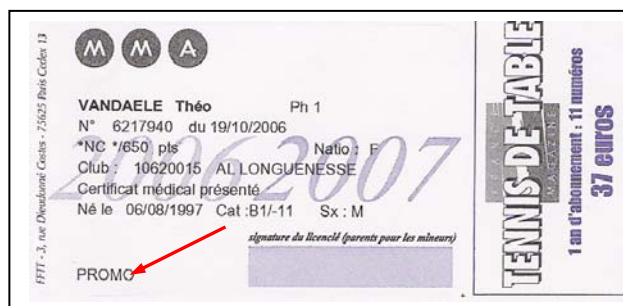 FFTT - 3, rue Dieudonné Costes - 75625 Paris Cedex 13
M M A
VANDAELE Théo Ph 1
N° 6217940 du 19/10/2006
*NC */650 pts Natio : F
Club : 10620015 AL LONGUENESSE
Certificat médical présenté
Né le 06/08/1997 Cat :B1/-11 Sx : M
2006 2007
signature du licencié (parents pour les mineurs)
PROMO
TENNIS-DE-TABLE
MAGAZINE
1 an d'abonnement : 11 numéros
37 euros